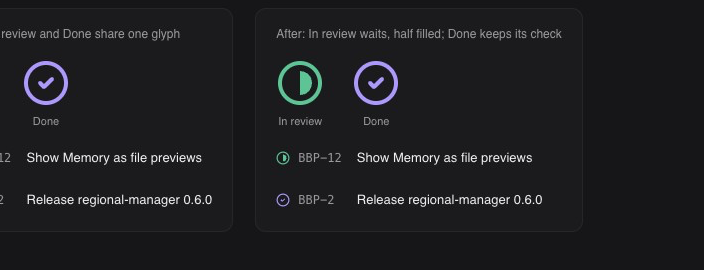 review and Done share one glyph
Done
12 Show Memory as file previews
2 Release regional-manager 0.6.0
After: In review waits, half filled; Done keeps its check
In review Done
BBP-12 Show Memory as file previews
BBP-2 Release regional-manager 0.6.0